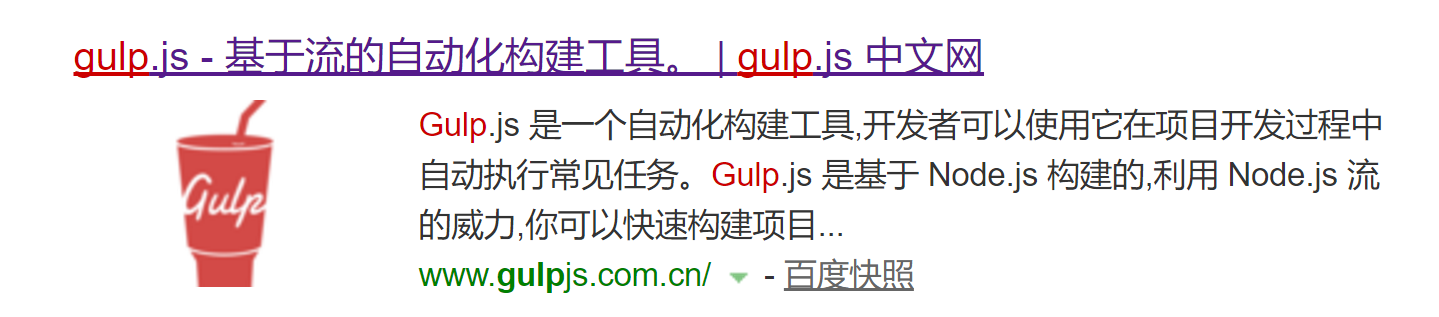 gulp.js - 基于流的自动化构建工具。 | gulp.js 中文网
Gulp
Gulp.js 是一个自动化构建工具,开发者可以使用它在项目开发过程中
自动执行常见任务。Gulp.js 是基于 Node.js 构建的,利用 Node.js 流
的威力,你可以快速构建项目...
www.gulpjs.com.cn/ - 百度快照